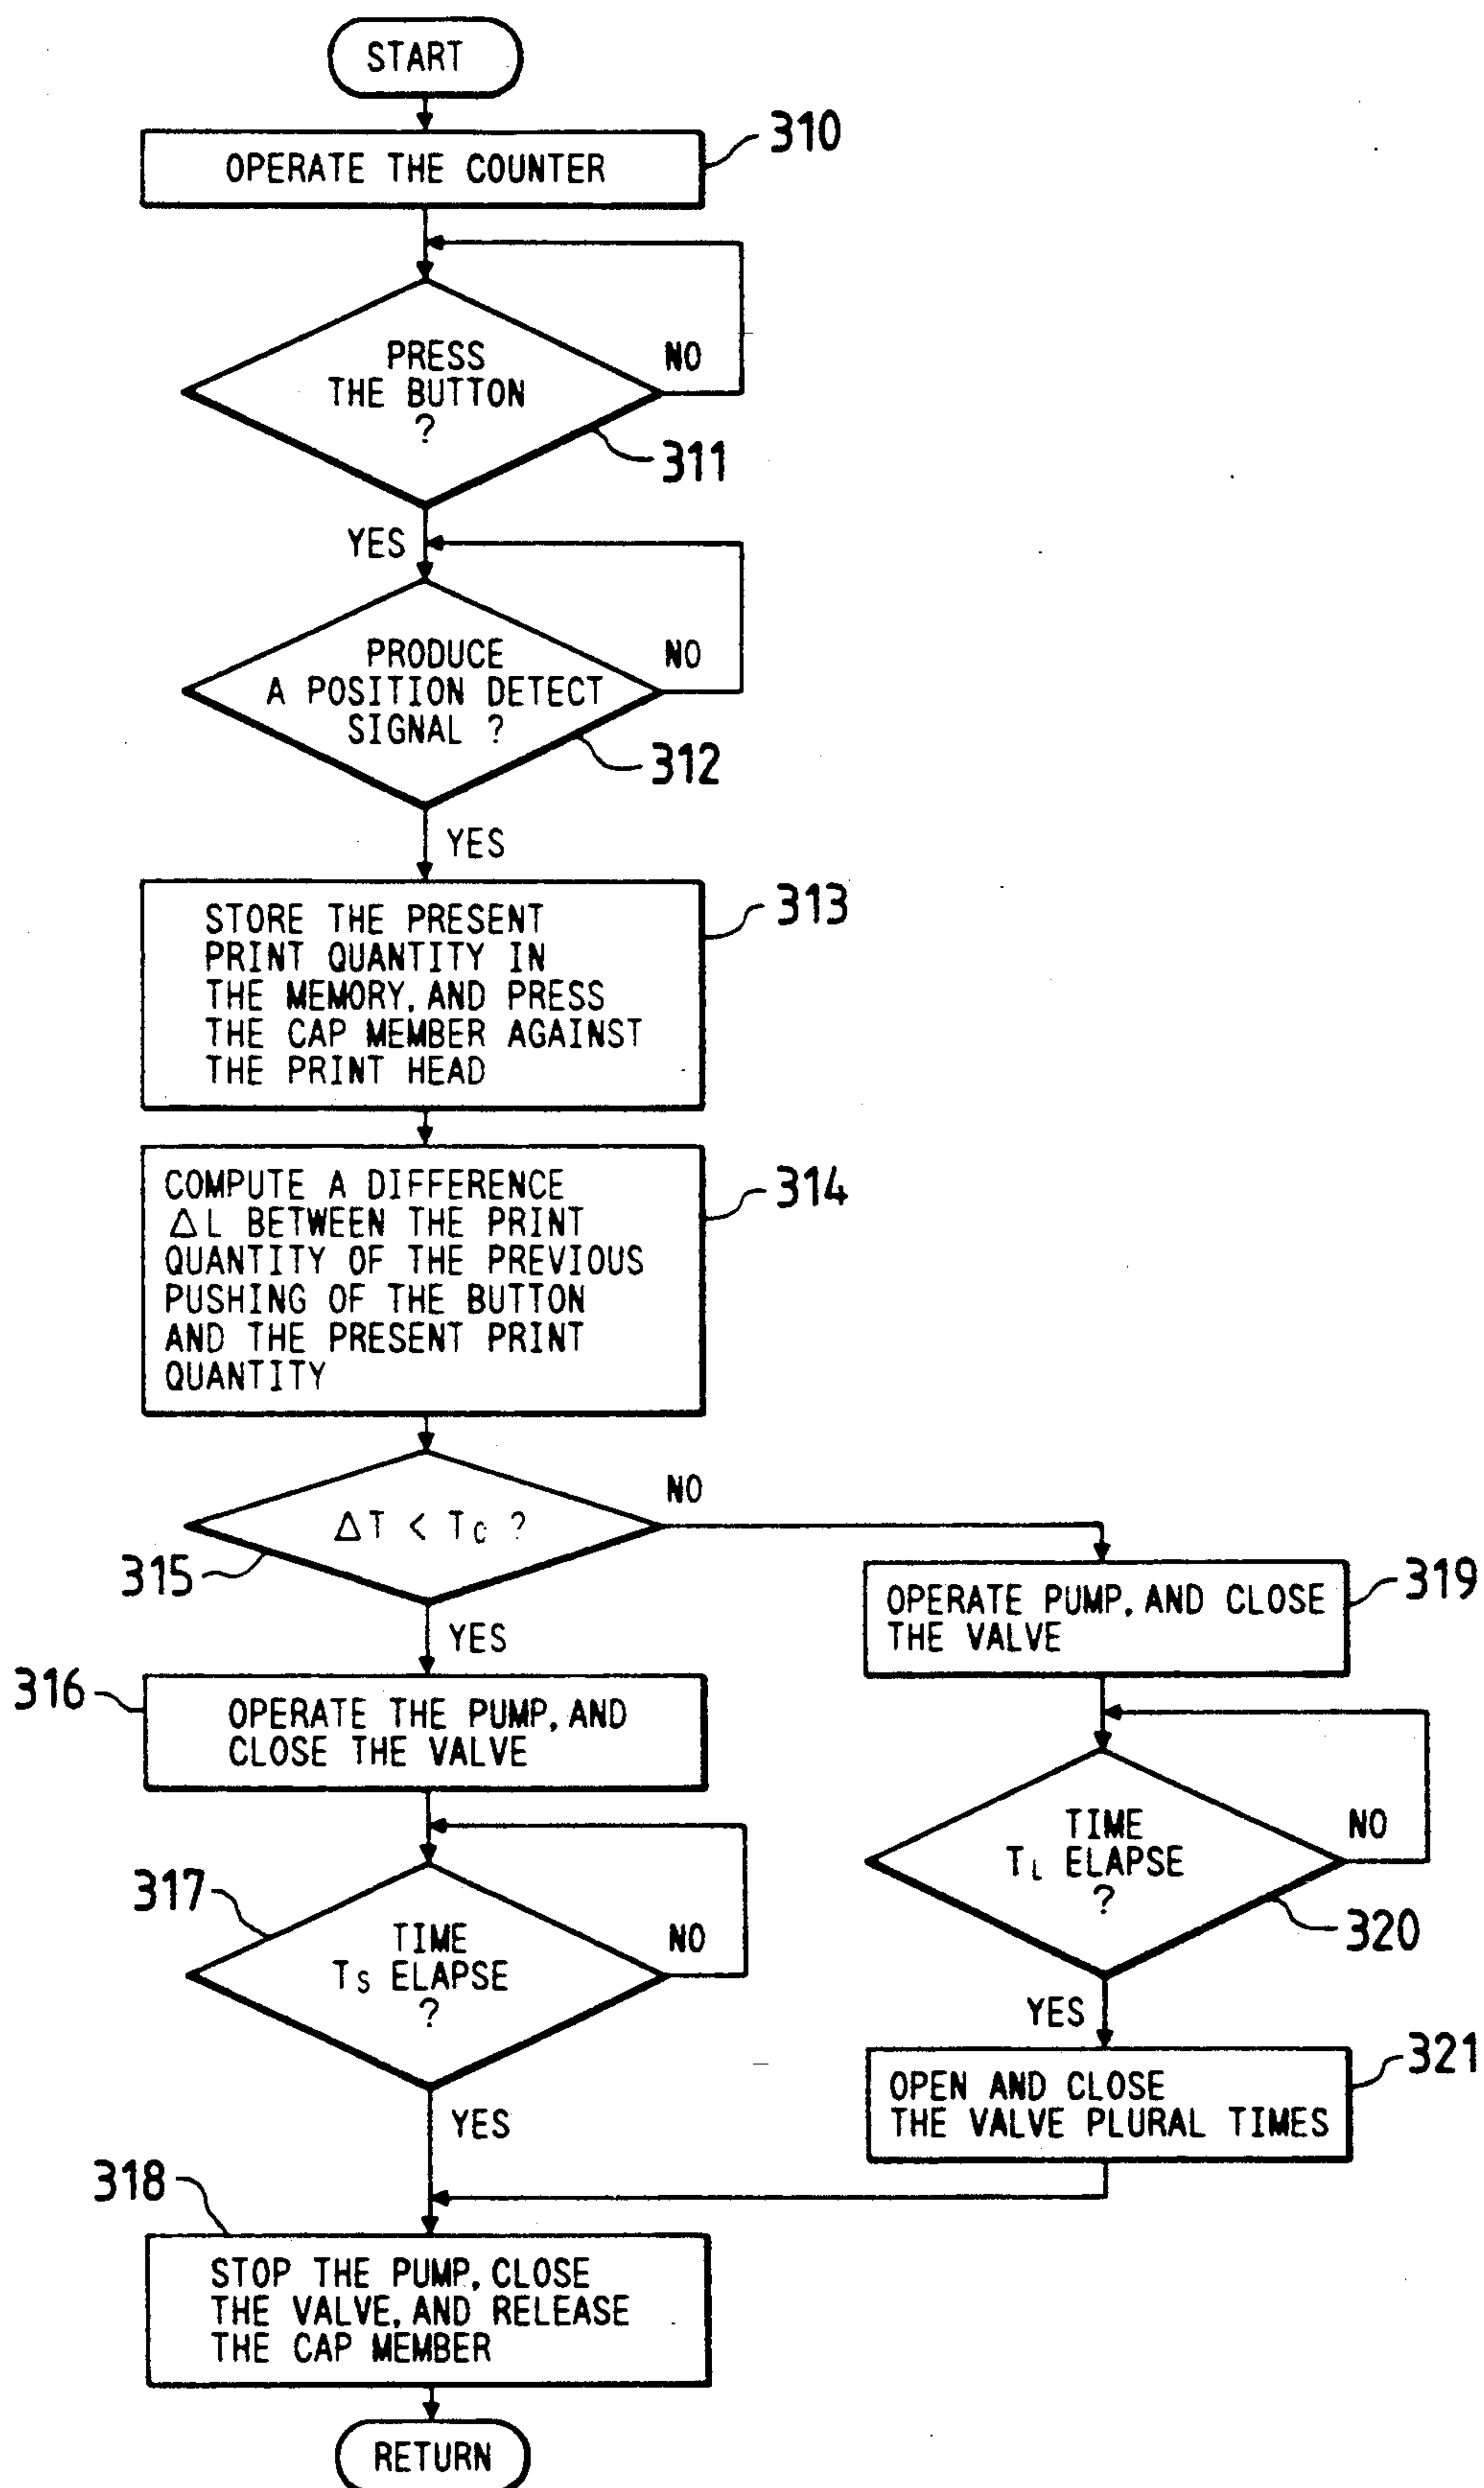 START
310
OPERATE THE COUNTER
PRESS
THE BUTTON
?
NO
311
YES
PRODUCE
A POSITION DETECT
SIGNAL ?
NO
312
YES
313
STORE THE PRESENT
PRINT QUANTITY IN
THE MEMORY, AND PRESS
THE CAP MEMBER AGAINST
THE PRINT HEAD
314
COMPUTE A DIFFERENCE
ΔL BETWEEN THE PRINT
QUANTITY OF THE PREVIOUS
PUSHING OF THE BUTTON
AND THE PRESENT PRINT
QUANTITY
ΔT < Tc ?
NO
315
YES
319
OPERATE PUMP, AND CLOSE
THE VALVE
316
OPERATE THE PUMP, AND
CLOSE THE VALVE
TIME
TL ELAPSE
?
NO
320
317
TIME
TS ELAPSE
?
NO
YES
321
OPEN AND CLOSE
THE VALVE PLURAL TIMES
YES
318
STOP THE PUMP, CLOSE
THE VALVE, AND RELEASE
THE CAP MEMBER
RETURN